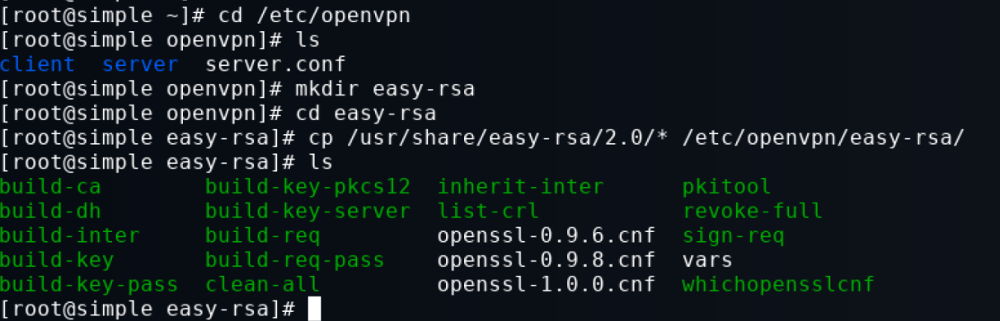 [root@simple ~]# cd /etc/openvpn
[root@simple openvpn]# ls
client  server  server.conf
[root@simple openvpn]# mkdir easy-rsa
[root@simple openvpn]# cd easy-rsa
[root@simple easy-rsa]# cp /usr/share/easy-rsa/2.0/* /etc/openvpn/easy-rsa/
[root@simple easy-rsa]# ls
build-ca        build-key-pkcs12  inherit-inter      pkitool
build-dh        build-key-server  list-crl           revoke-full
build-inter     build-req         openssl-0.9.6.cnf  sign-req
build-key       build-req-pass    openssl-0.9.8.cnf  vars
build-key-pass  clean-all         openssl-1.0.0.cnf  whichopensslcnf
[root@simple easy-rsa]#